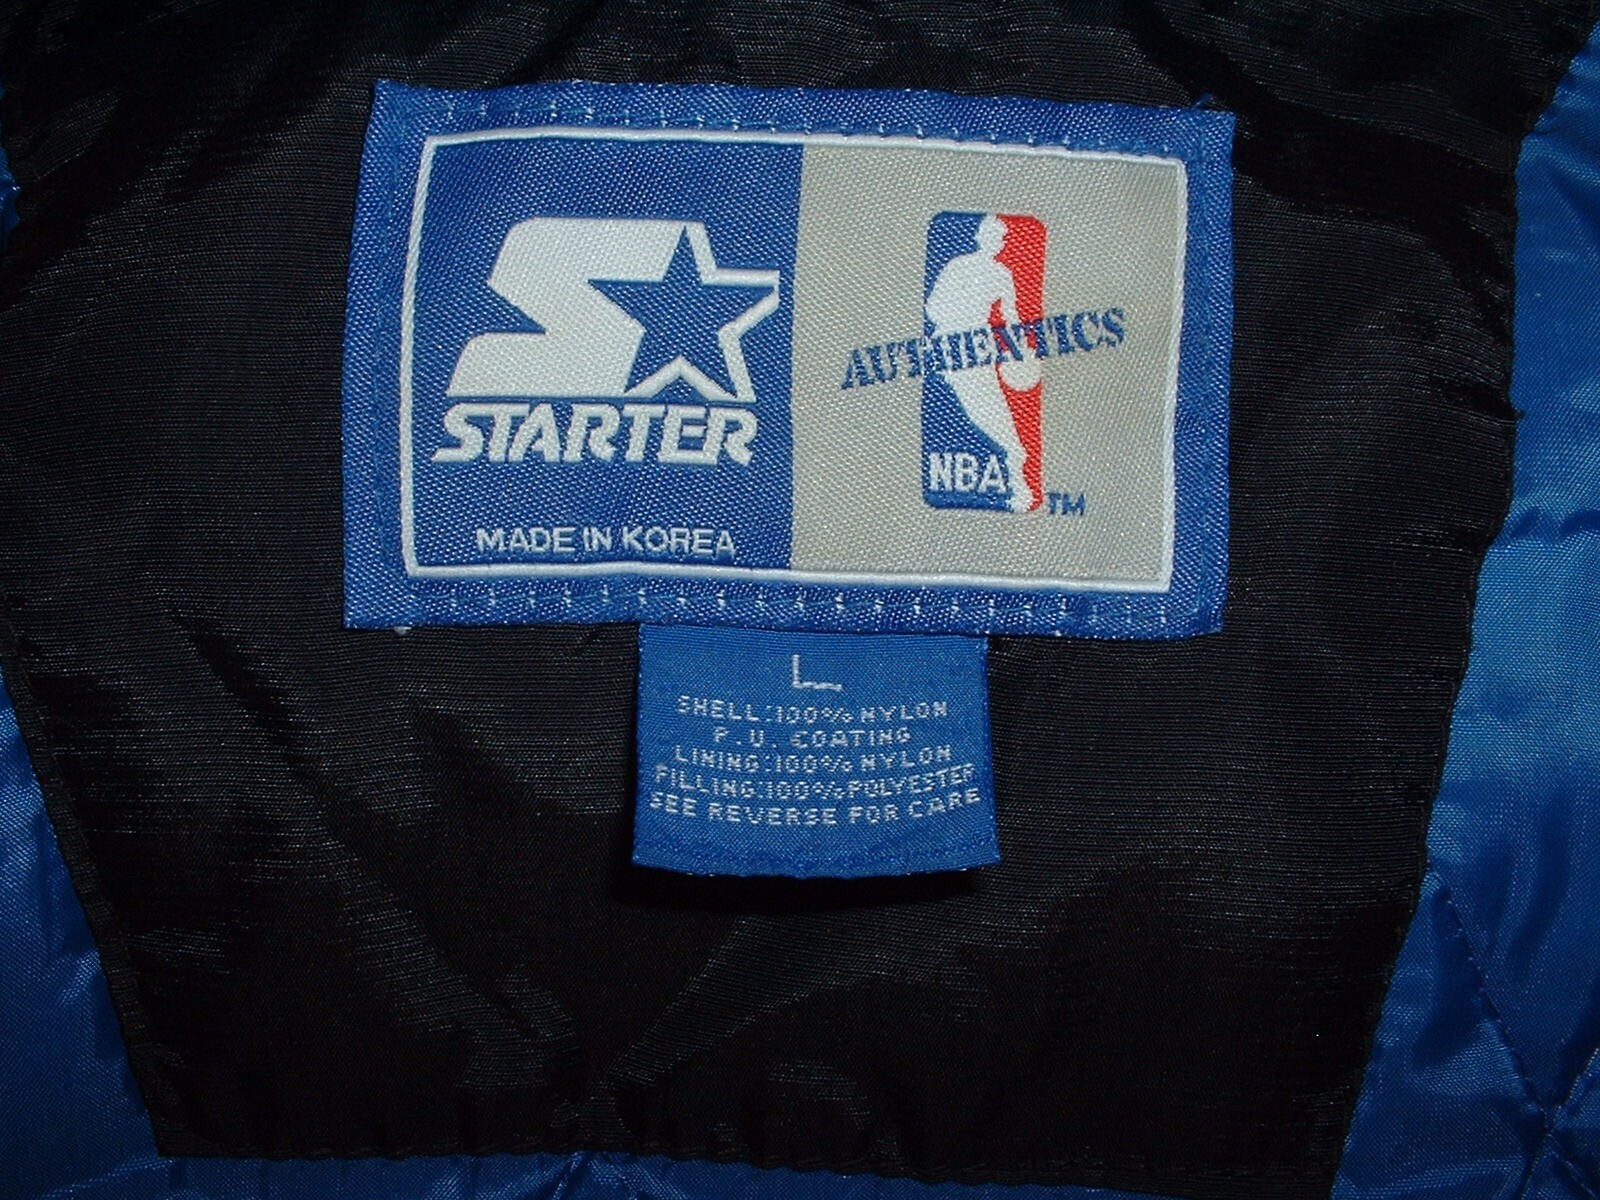 STARTER
MADE IN KOREA
AUTHENTICS
NBA
TM
L
SHELL:100% NYLON
P.U. COATING
LINING:100% NYLON
FILLING:100% POLYESTER
SEE REVERSE FOR CARE